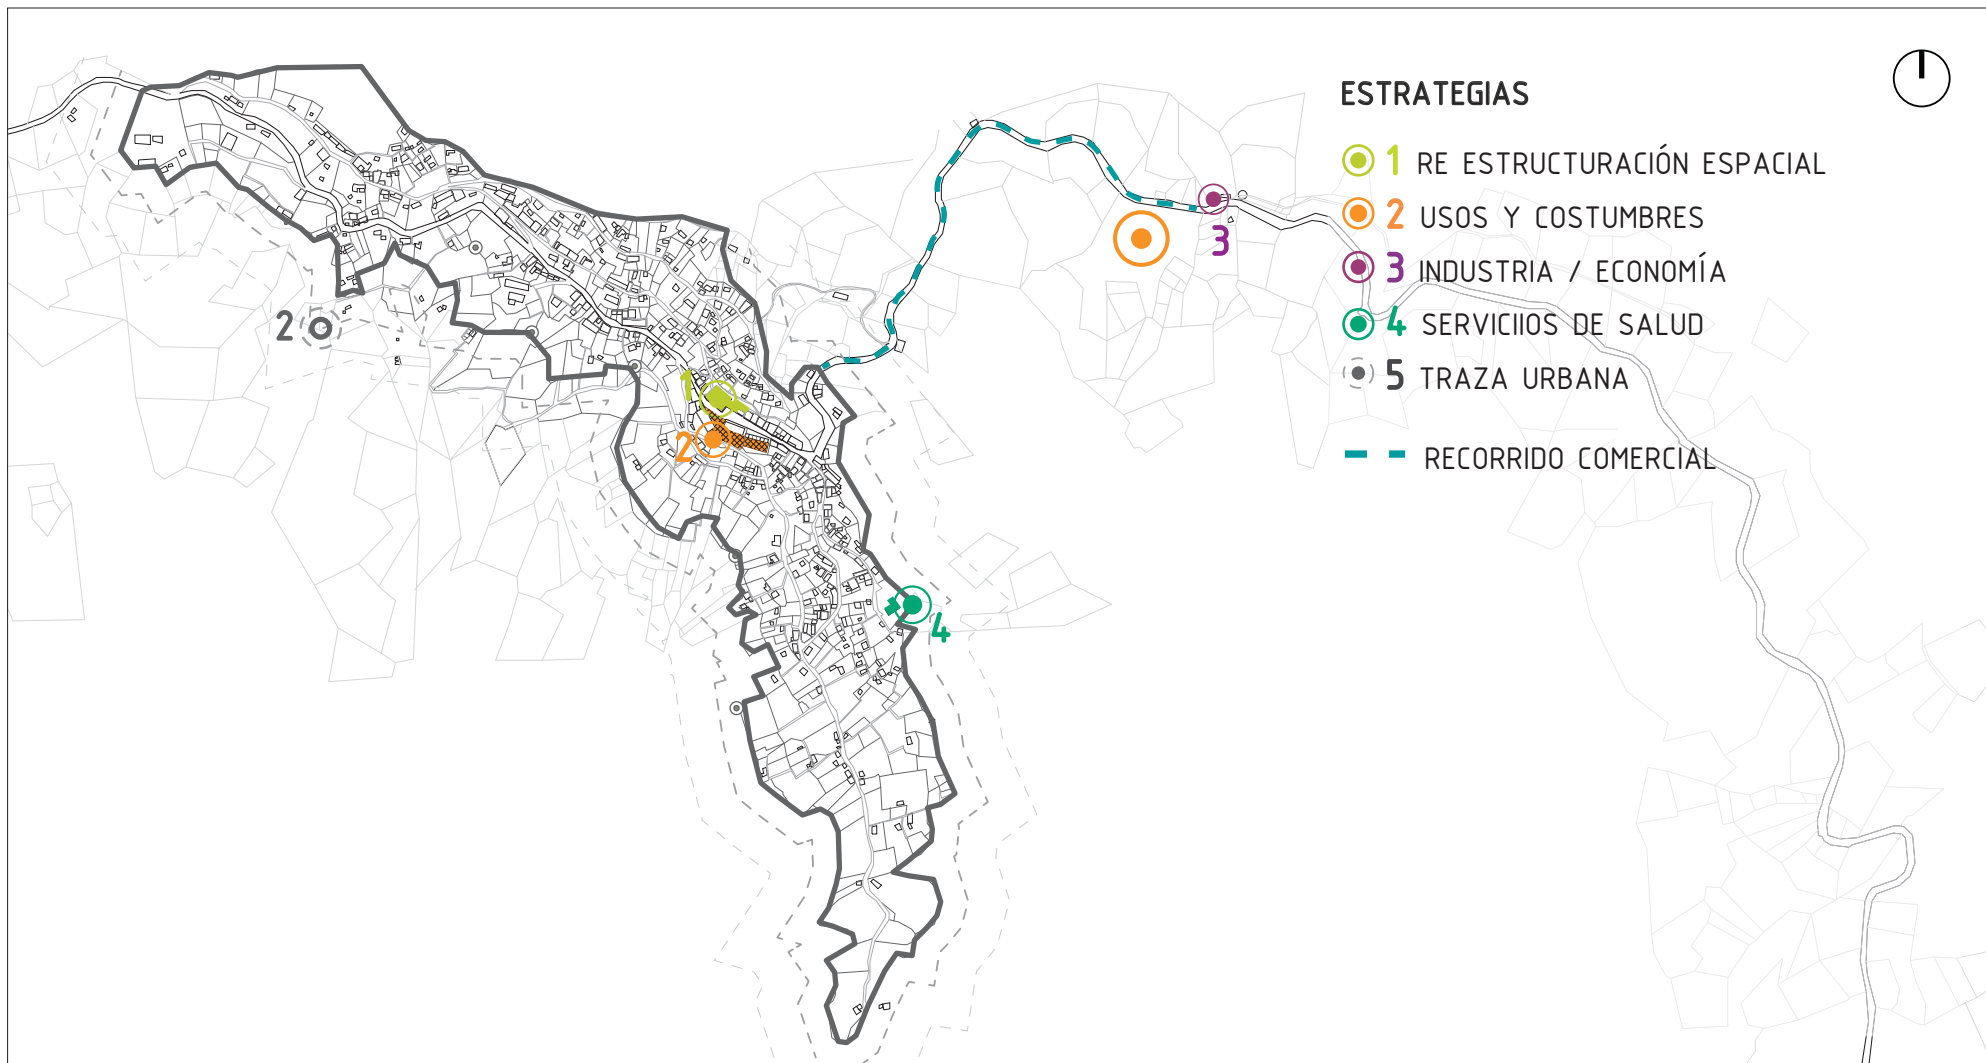 ESTRATEGIAS
1 RE ESTRUCTURACIÓN ESPACIAL
2 USOS Y COSTUMBRES
3 INDUSTRIA / ECONOMÍA
4 SERVICIIOS DE SALUD
5 TRAZA URBANA
RECORRIDO COMERCIAL
3
2
1
2
4